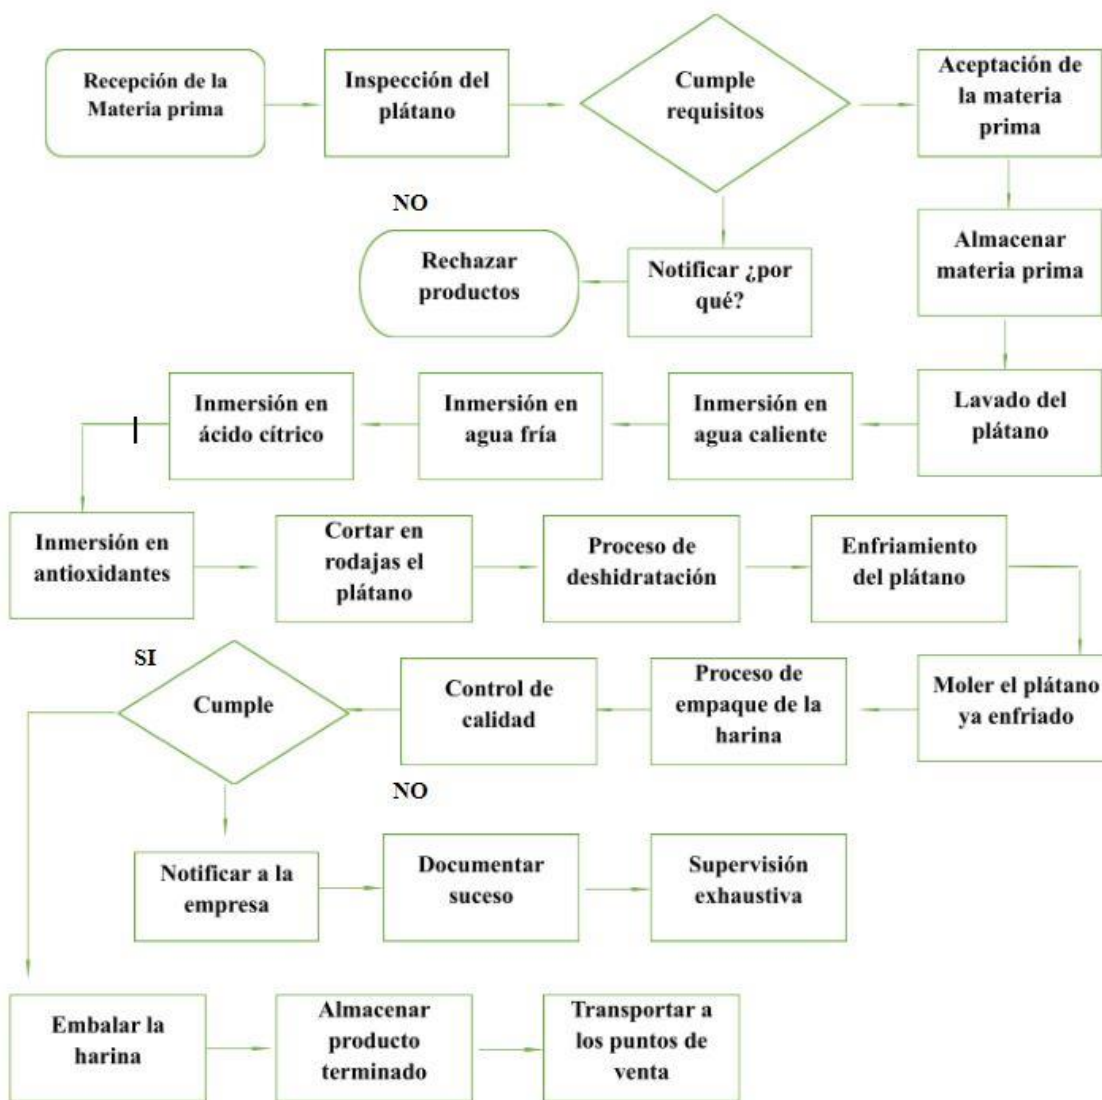 Recepción de la
Materia prima
Inspección del
plátano
Cumple
requisitos
Aceptación de
la materia
prima
NO
Rechazar
productos
Notificar ¿por
qué?
Almacenar
materia prima
Inmersión en
ácido cítrico
Inmersión en
agua fría
Inmersión en
agua caliente
Lavado del
plátano
Inmersión en
antioxidantes
Cortar en
rodajas el
plátano
Proceso de
deshidratación
Enfriamiento
del plátano
SI
Cumple
Control de
calidad
Proceso de
empaque de la
harina
Moler el plátano
ya enfriado
NO
Notificar a la
empresa
Documentar
suceso
Supervisión
exhaustiva
Embalar la
harina
Almacenar
producto
terminado
Transportar a
los puntos de
venta